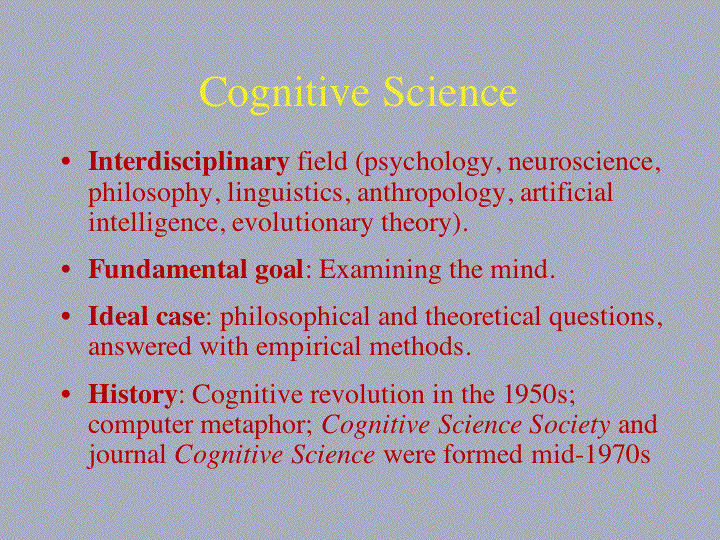 Cognitive Science
• Interdisciplinary field (psychology, neuroscience,
philosophy, linguistics, anthropology, artificial
intelligence, evolutionary theory).
• Fundamental goal: Examining the mind.
• Ideal case: philosophical and theoretical questions,
answered with empirical methods.
• History: Cognitive revolution in the 1950s;
computer metaphor; Cognitive Science Society and
journal Cognitive Science were formed mid-1970s